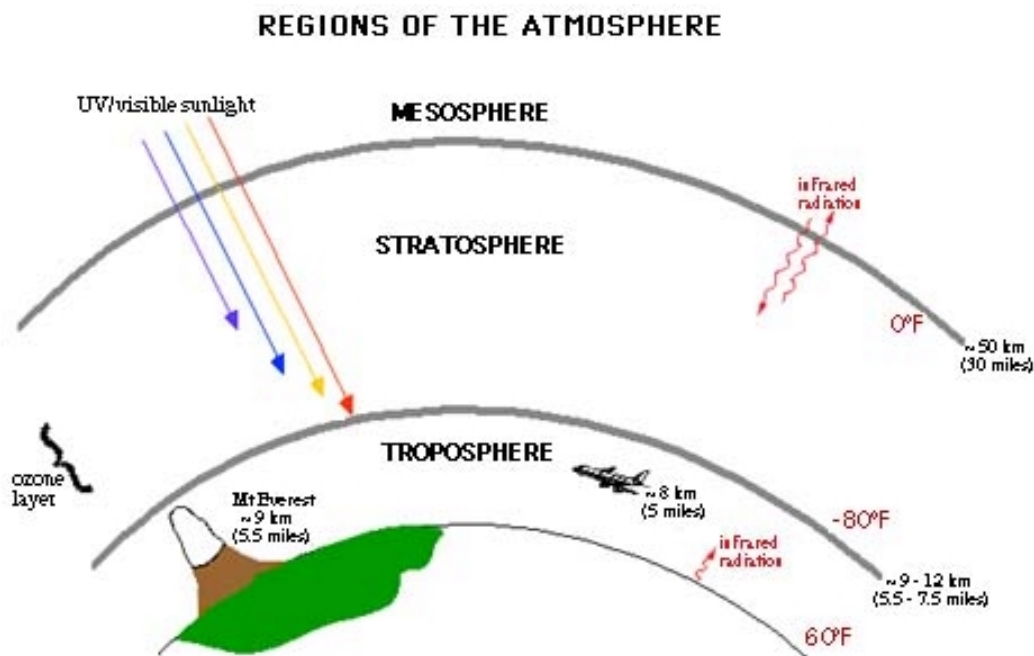 REGIONS OF THE ATMOSPHERE
UV/visible sunlight
MESOSPHERE
infrared
radiation
STRATOSPHERE
0°F
~50 km
(30 miles)
ozone
layer
TROPOSPHERE
Mt Everest
~9 km
(5.5 miles)
~8 km
(5 miles)
-80°F
infrared
radiation
~9 - 12 km
(5.5 - 7.5 miles)
60°F